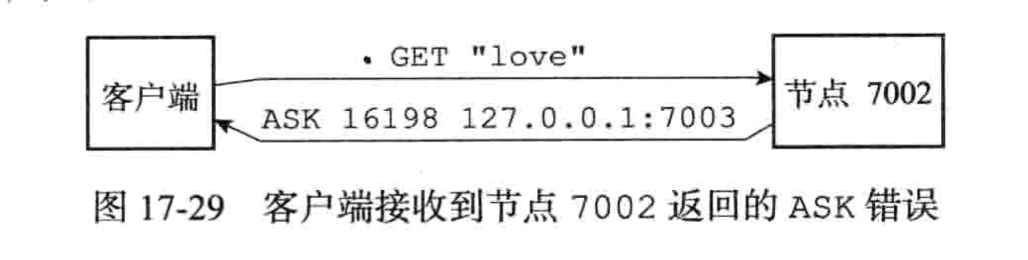 GET "love"
客户端
节点 7002
ASK 16198 127.0.0.1:7003
图 17-29 客户端接收到节点 7002 返回的 ASK 错误